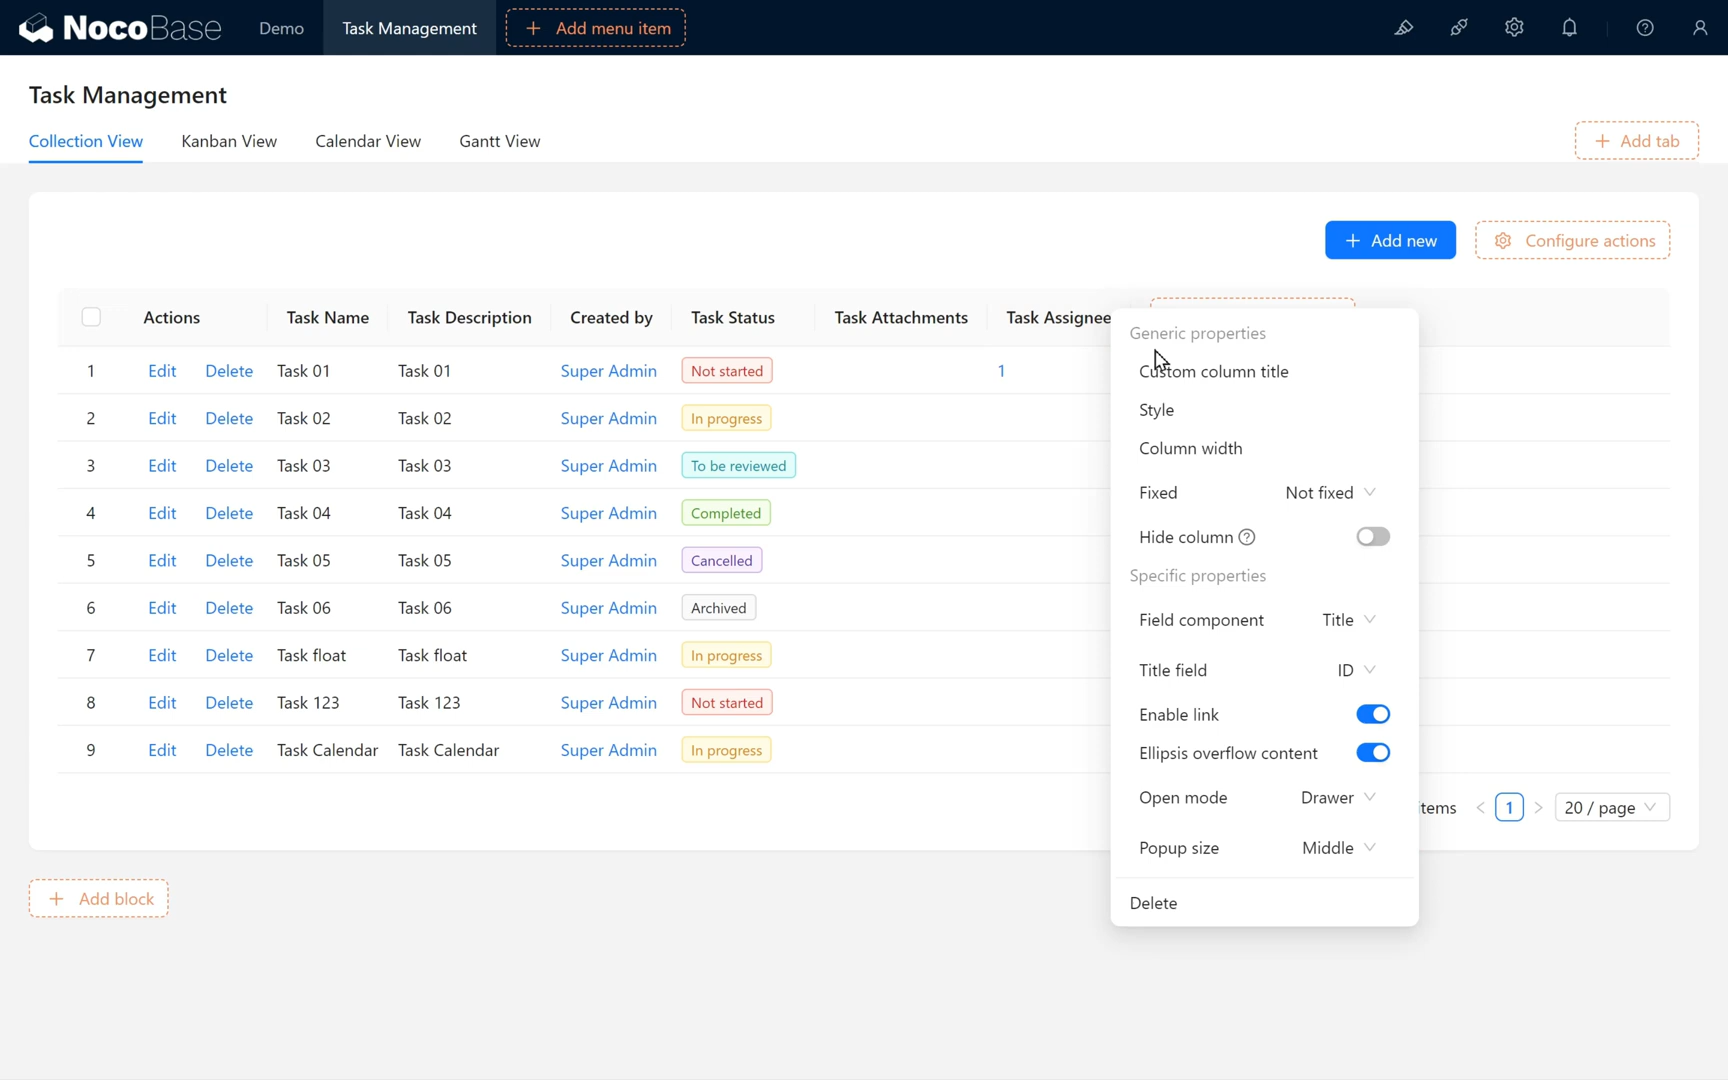 NocoBase Demo Task Management + Add menu item
Task Management
Collection View Kanban View Calendar View Gantt View + Add tab
+ Add new Configure actions
Actions Task Name Task Description Created by Task Status Task Attachments Task Assignee
1 Edit Delete Task 01 Task 01 Super Admin Not started 1
2 Edit Delete Task 02 Task 02 Super Admin In progress
3 Edit Delete Task 03 Task 03 Super Admin To be reviewed
4 Edit Delete Task 04 Task 04 Super Admin Completed
5 Edit Delete Task 05 Task 05 Super Admin Cancelled
6 Edit Delete Task 06 Task 06 Super Admin Archived
7 Edit Delete Task float Task float Super Admin In progress
8 Edit Delete Task 123 Task 123 Super Admin Not started
9 Edit Delete Task Calendar Task Calendar Super Admin In progress
Generic properties
Custom column title
Style
Column width
Fixed Not fixed
Hide column
Specific properties
Field component Title
Title field ID
Enable link
Ellipsis overflow content
Open mode Drawer
Popup size Middle
Delete
items < 1 > 20 / page
+ Add block